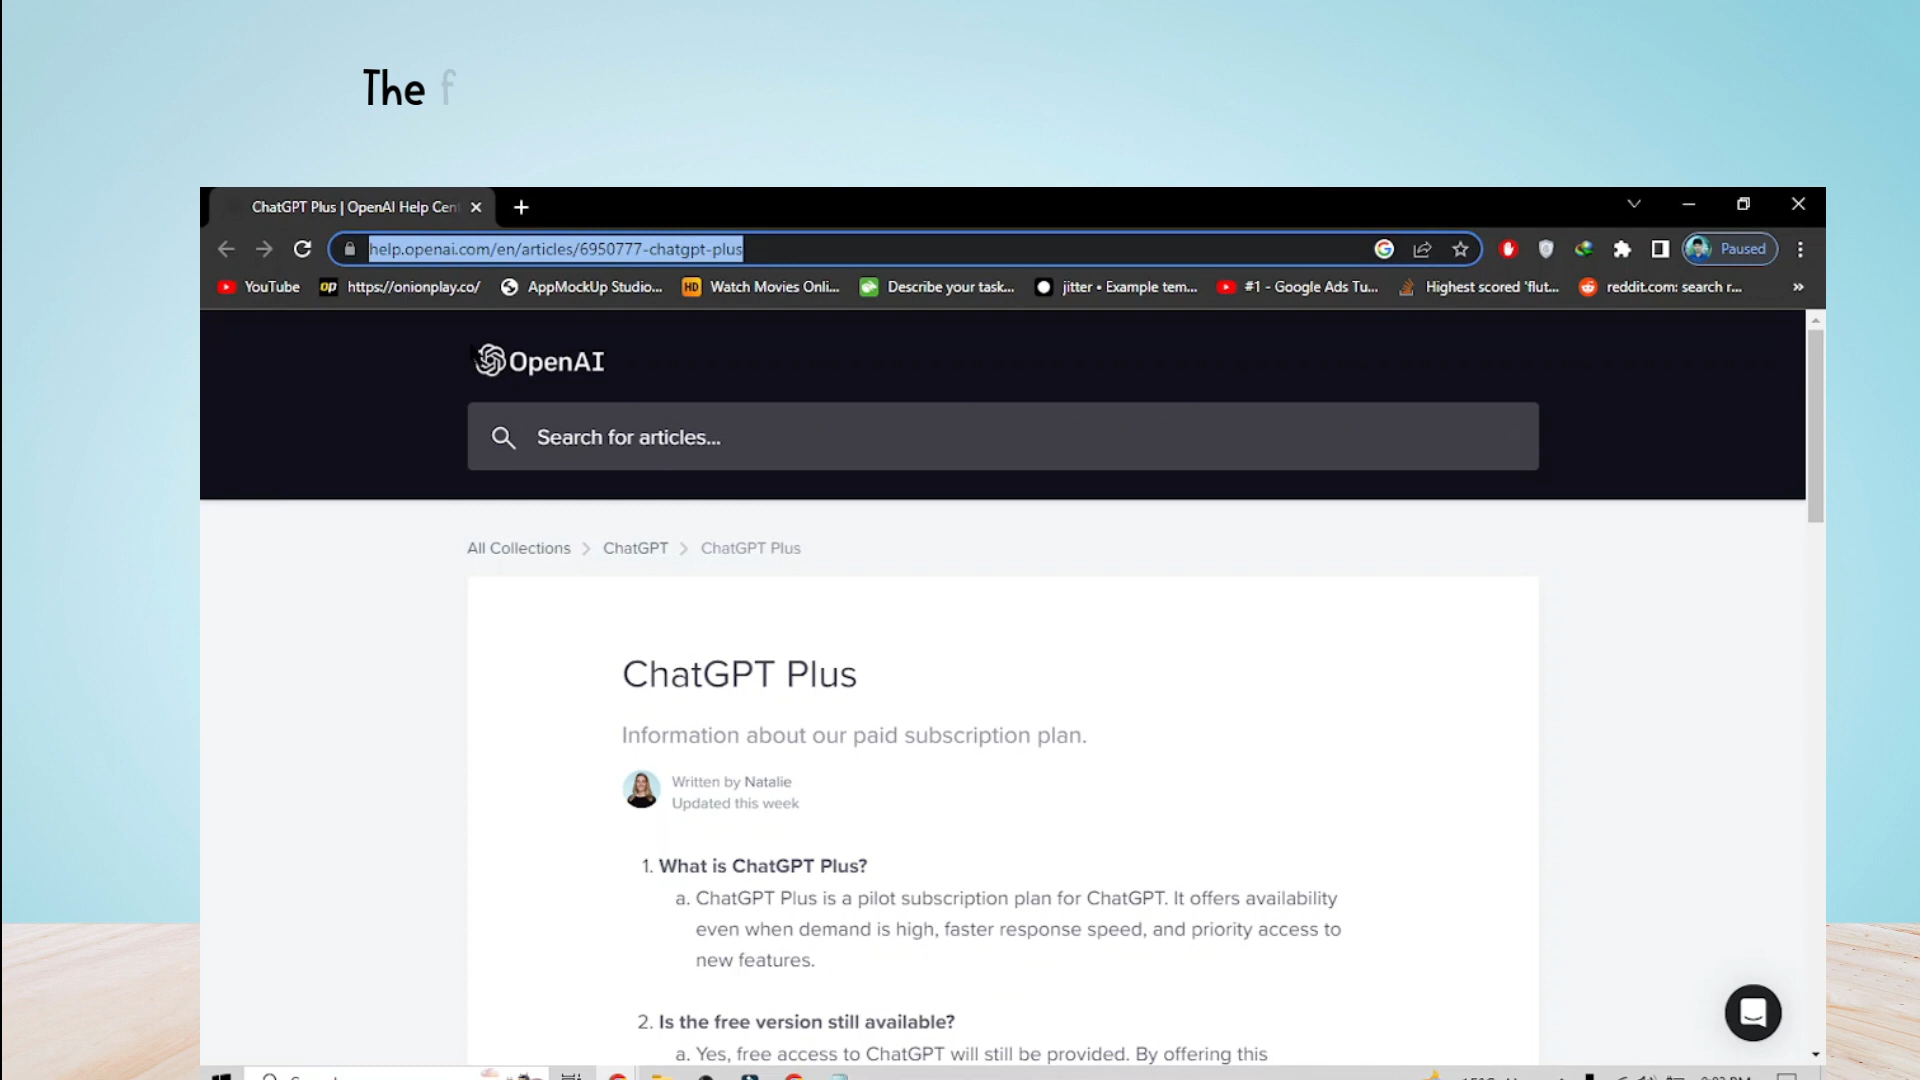 The f
ChatGPT Plus | OpenAI Help Cen
help.openai.com/en/articles/6950777-chatgpt-plus
Paused
YouTube
op https://onionplay.co/
AppMockUp Studio...
HD Watch Movies Onli...
Describe your task...
jitter • Example tem...
#1 - Google Ads Tu...
Highest scored 'flut...
reddit.com: search r...
»
OpenAI
Search for articles...
All Collections > ChatGPT > ChatGPT Plus
ChatGPT Plus
Information about our paid subscription plan.
Written by Natalie
Updated this week
1. What is ChatGPT Plus?
a. ChatGPT Plus is a pilot subscription plan for ChatGPT. It offers availability
even when demand is high, faster response speed, and priority access to
new features.
2. Is the free version still available?
a. Yes, free access to ChatGPT will still be provided. By offering this